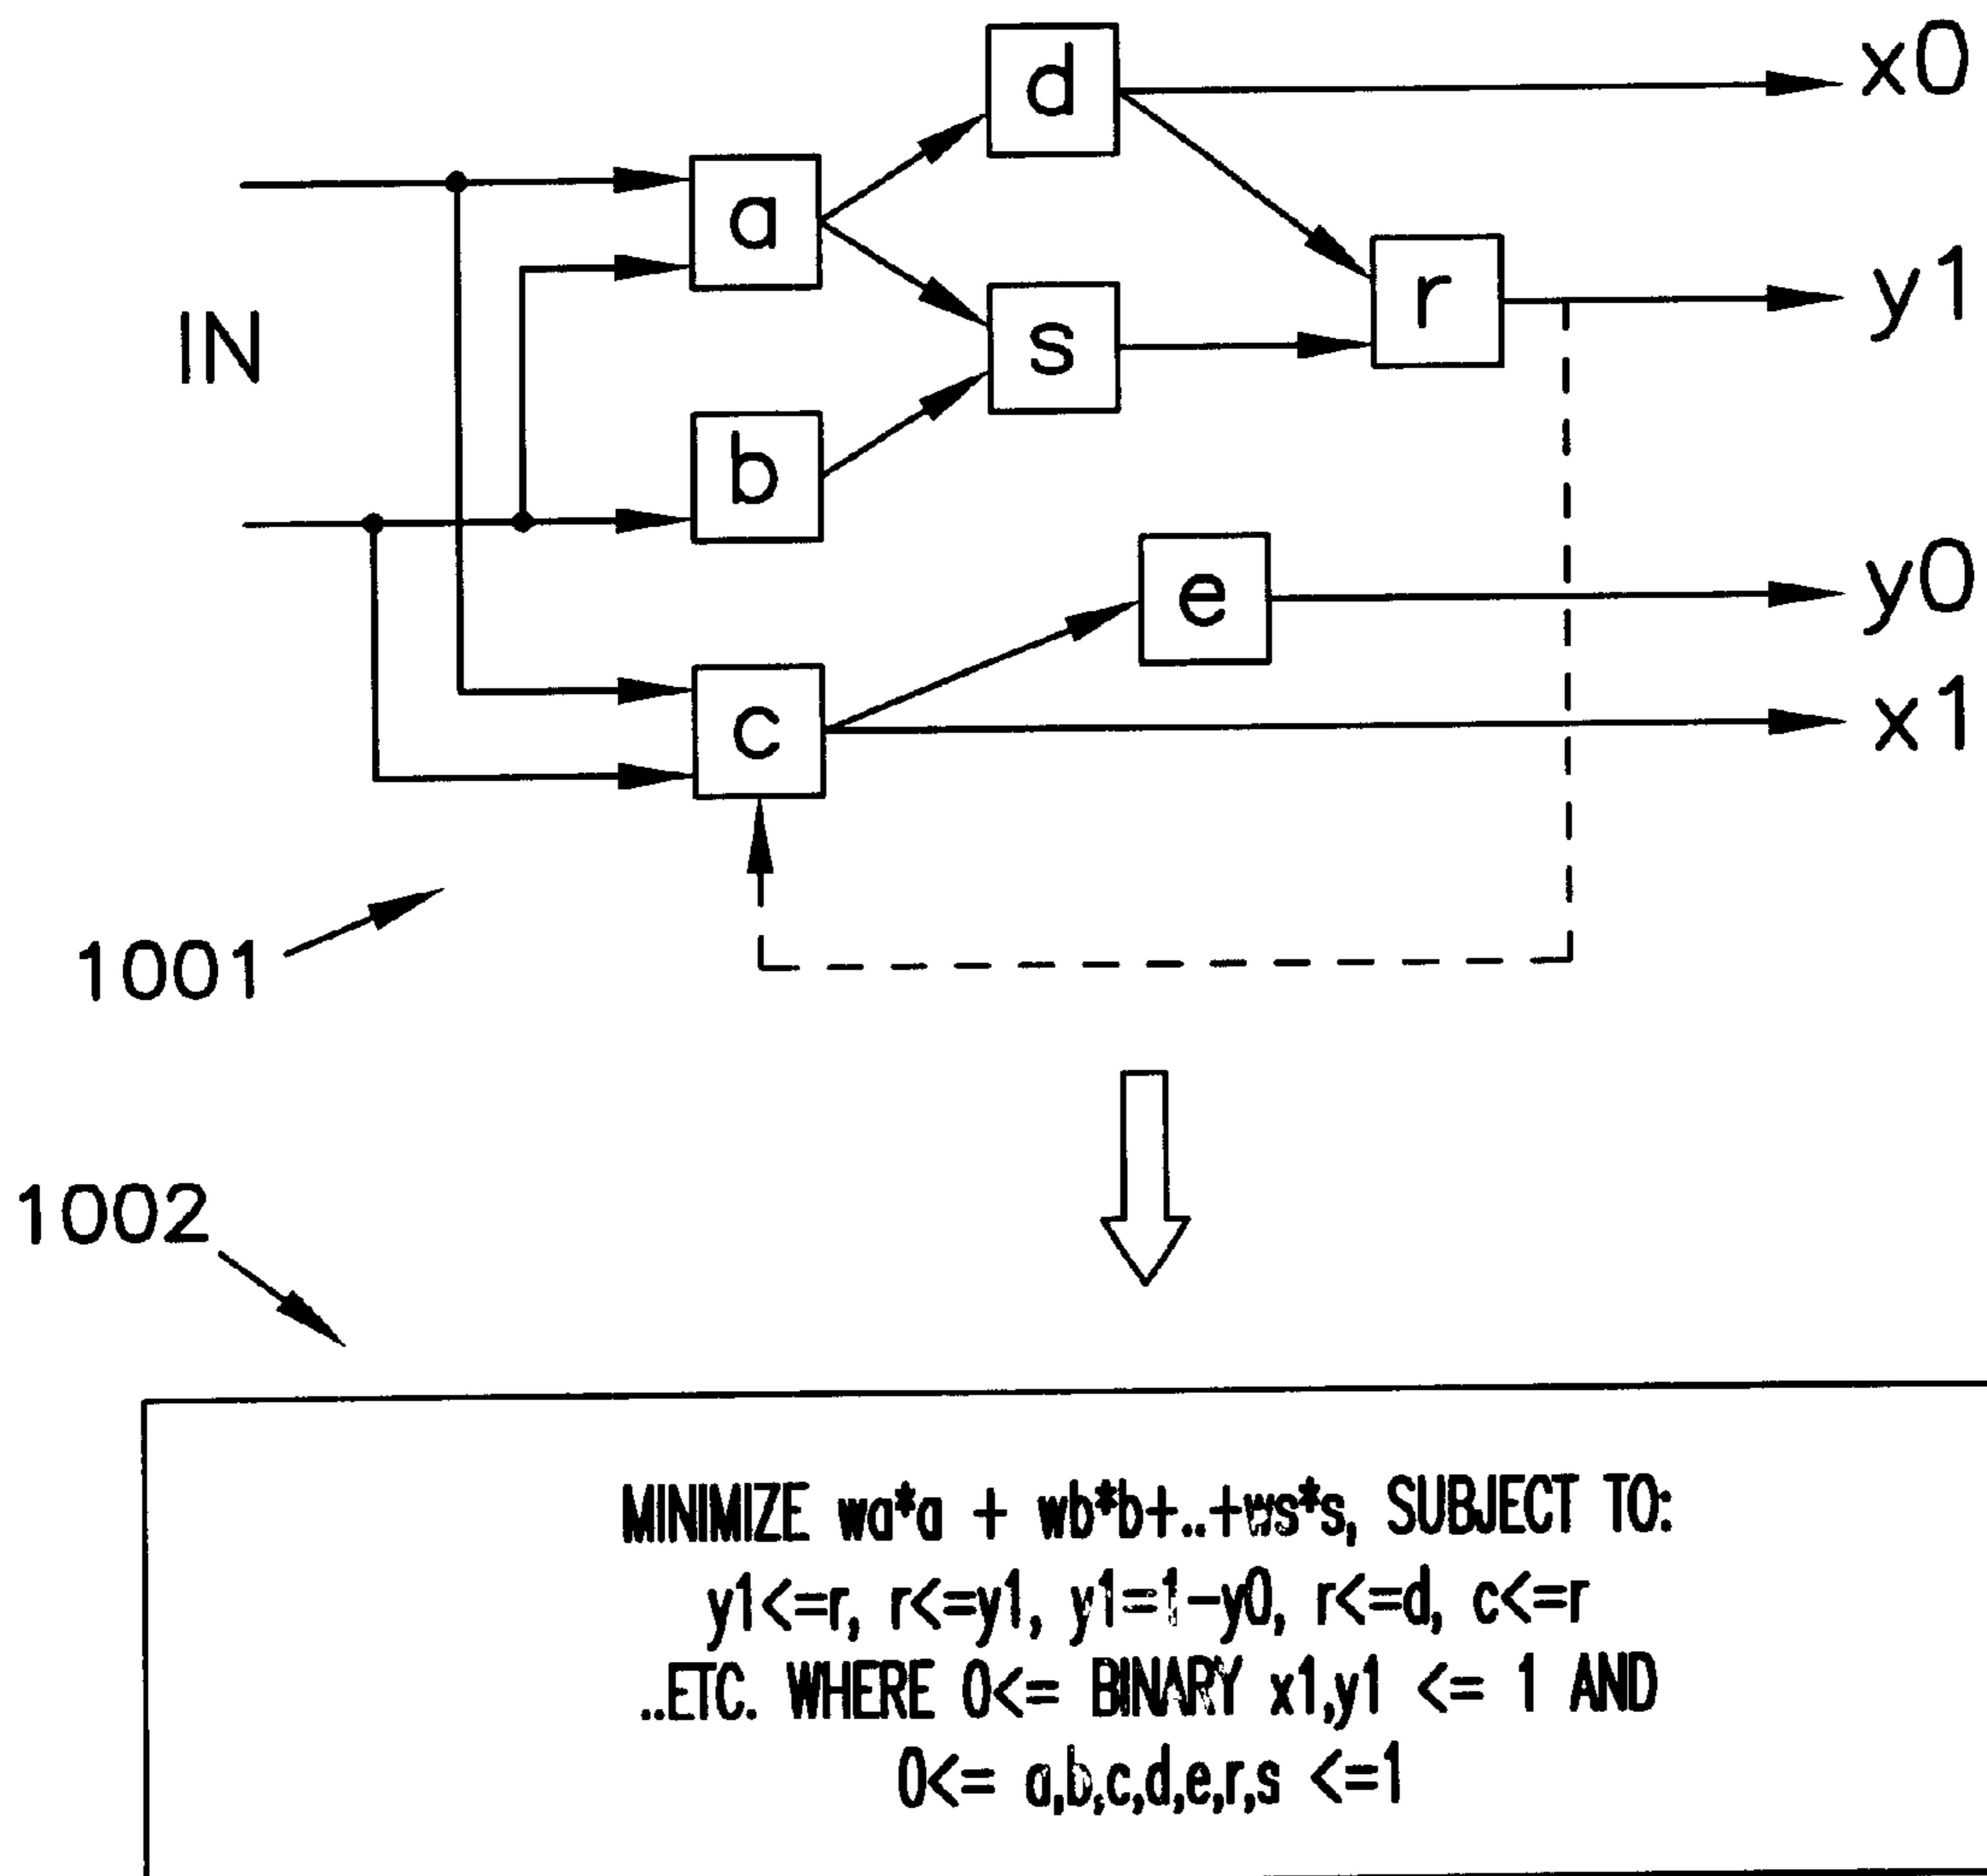 d
x0
a
IN
s
r
y1
b
e
y0
c
x1
1001
1002
MINIMIZE wa*a + wb*b+..+ws*s, SUBJECT TO:
y1<=r, r<=y1, y1=1-y0, r<=d, c<=r
..ETC. WHERE 0<= BINARY x1,y1 <= 1 AND
0<= a,b,c,d,e,r,s <=1